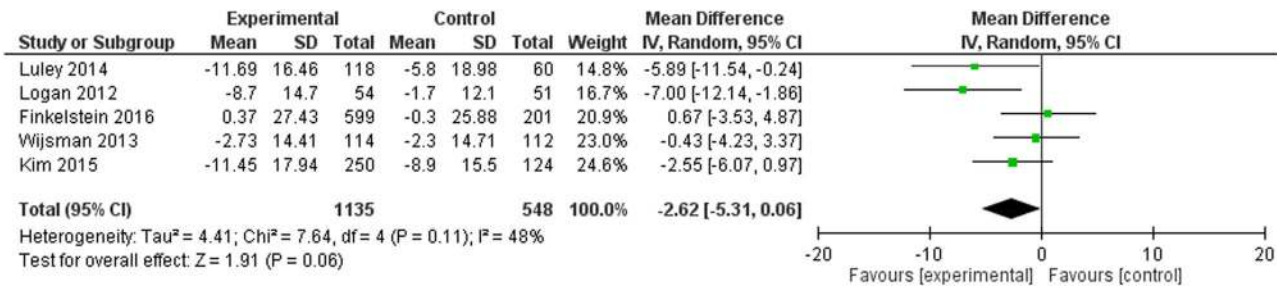 Experimental Control Mean Difference Mean Difference
Study or Subgroup Mean SD Total Mean SD Total Weight IV, Random, 95% CI IV, Random, 95% CI
Luley 2014 -11.69 16.46 118 -5.8 18.98 60 14.8% -5.89 [-11.54, -0.24]
Logan 2012 -8.7 14.7 54 -1.7 12.1 51 16.7% -7.00 [-12.14, -1.86]
Finkelstein 2016 0.37 27.43 599 -0.3 25.88 201 20.9% 0.67 [-3.53, 4.87]
Wijsman 2013 -2.73 14.41 114 -2.3 14.71 112 23.0% -0.43 [-4.23, 3.37]
Kim 2015 -11.45 17.94 250 -8.9 15.5 124 24.6% -2.55 [-6.07, 0.97]
Total (95% CI) 1135 548 100.0% -2.62 [-5.31, 0.06]
Heterogeneity: Tau² = 4.41; Chi² = 7.64, df = 4 (P = 0.11); I² = 48%
Test for overall effect: Z = 1.91 (P = 0.06)
-20 -10 0 10 20
Favours [experimental] Favours [control]